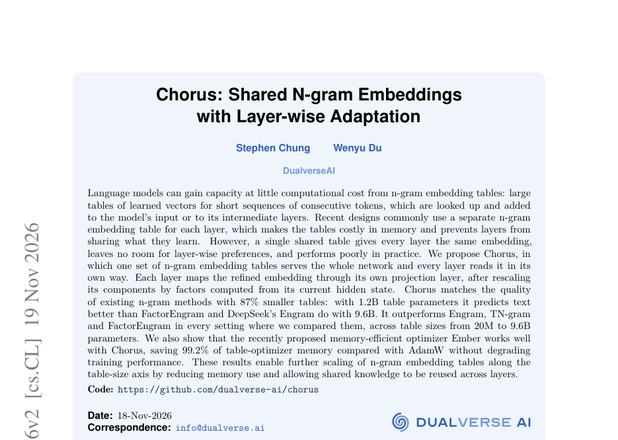 Chorus: Shared N-gram Embeddings
with Layer-wise Adaptation
Stephen Chung Wenyu Du
DualverseAI
Language models can gain capacity at little computational cost from n-gram embedding tables: large
tables of learned vectors for short sequences of consecutive tokens, which are looked up and added
to the model's input or to its intermediate layers. Recent designs commonly use a separate n-gram
embedding table for each layer, which makes the tables costly in memory and prevents layers from
sharing what they learn. However, a single shared table gives every layer the same embedding,
leaves no room for layer-wise preferences, and performs poorly in practice. We propose Chorus, in
which one set of n-gram embedding tables serves the whole network and every layer reads it in its
own way. Each layer maps the refined embedding through its own projection layer, after rescaling
its components by factors computed from its current hidden state. Chorus matches the quality
of existing n-gram methods with 87% smaller tables: with 1.2B table parameters it predicts text
better than FactorEngram and DeepSeek's Engram do with 9.6B. It outperforms Engram, TN-gram
and FactorEngram in every setting where we compared them, across table sizes from 20M to 9.6B
parameters. We also show that the recently proposed memory-efficient optimizer Ember works well
with Chorus, saving 99.2% of table-optimizer memory compared with AdamW without degrading
training performance. These results enable further scaling of n-gram embedding tables along the
table-size axis by reducing memory use and allowing shared knowledge to be reused across layers.
Code: https://github.com/dualverse-ai/chorus
Date: 18-Nov-2026
Correspondence: info@dualverse.ai
DUALVERSE AI
6v2 [cs.CL] 19 Nov 2026